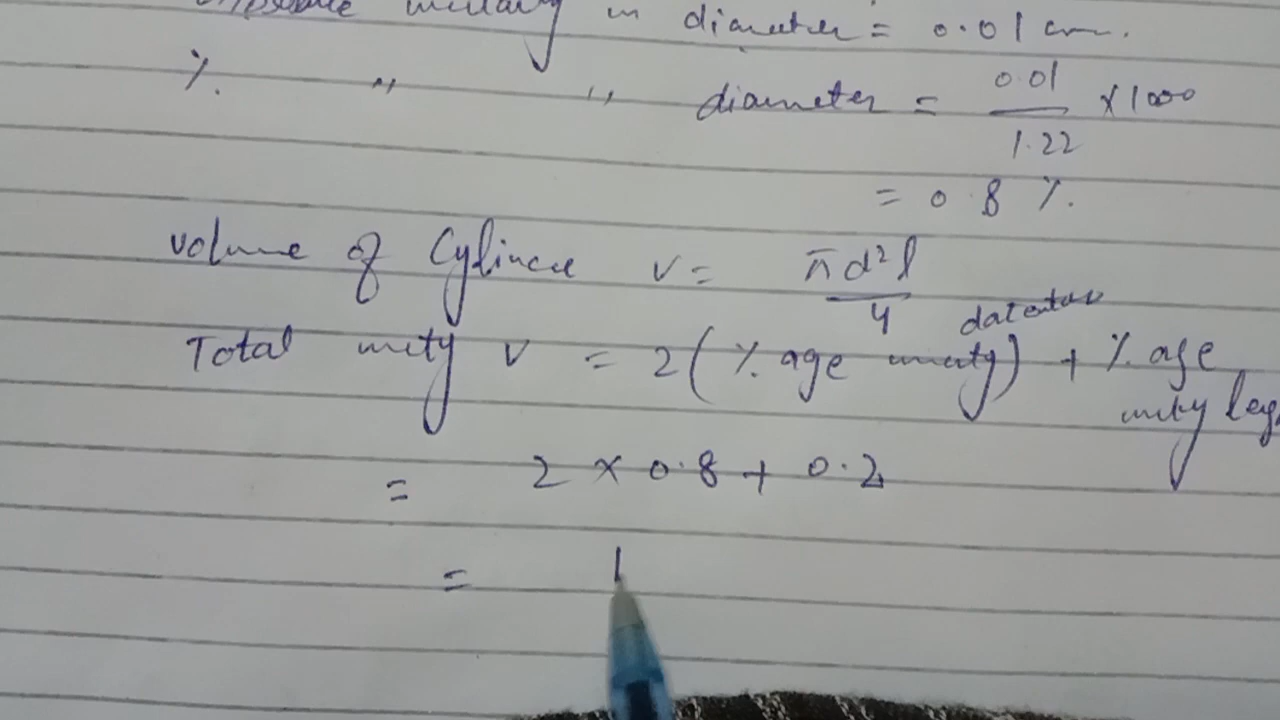 in diameter = 0.01 cm.
% " " diameter = 0.01 / 1.22 × 1000
= 0.8 %.
volume of v = πd²l / 4
Total v = 2 (% age ) + % age
= 2 × 0.8 + 0.2
= 1